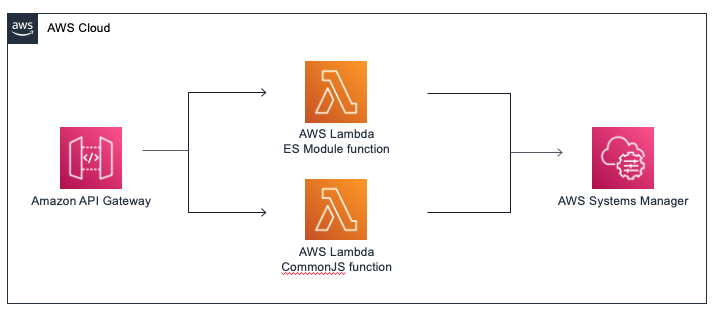 aws
AWS Cloud
AWS Lambda
ES Module function
Amazon API Gateway
AWS Systems Manager
AWS Lambda
CommonJS function